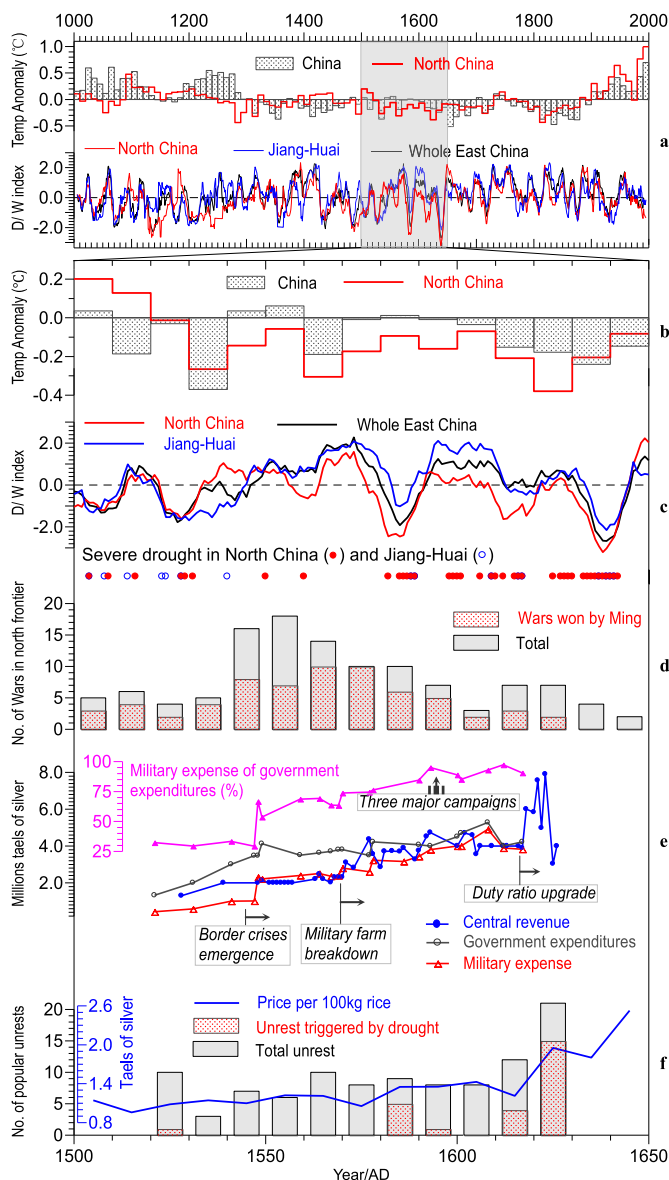 1000 1200 1400 1600 1800 2000
1.0
0.5
0.0
-0.5
Temp Anomaly (℃)
China
North China
a
North China
Jiang-Huai
Whole East China
2.0
0.0
-2.0
D/ W index
0.2
0.0
-0.2
-0.4
Temp Anomaly (°C)
China
North China
b
North China
Whole East China
Jiang-Huai
2.0
0.0
-2.0
D/ W index
c
Severe drought in North China ( ) and Jiang-Huai ( )
20
15
10
5
0
No. of Wars in north frontier
Wars won by Ming
Total
d
100
75
50
25
Military expense of government
expenditures (%)
8.0
6.0
4.0
2.0
Millions taels of silver
Three major campaigns
e
Duty ratio upgrade
Border crises
emergence
Military farm
breakdown
Central revenue
Government expenditures
Military expense
20
15
10
5
0
No. of popular unrests
2.6
2.0
1.4
0.8
Taels of silver
Price per 100kg rice
Unrest triggered by drought
Total unrest
f
1500 1550 1600 1650
Year/AD